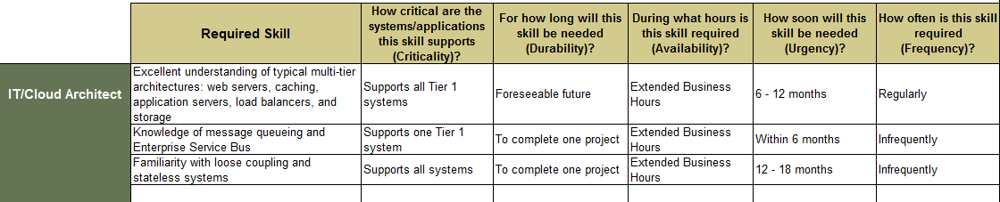 Required Skill
How critical are the
systems/applications
this skill supports
(Criticality)?
For how long will this
skill be needed
(Durability)?
During what hours is
this skill required
(Availability)?
How soon will this
skill be needed
(Urgency)?
How often is this skill
required
(Frequency)?
IT/Cloud Architect
Excellent understanding of typical multi-tier
architectures: web servers, caching,
application servers, load balancers, and
storage
Supports all Tier 1
systems
Foreseeable future
Extended Business
Hours
6 - 12 months
Regularly
Knowledge of message queueing and
Enterprise Service Bus
Supports one Tier 1
system
To complete one project
Extended Business
Hours
Within 6 months
Infrequently
Familiarity with loose coupling and
stateless systems
Supports all systems
To complete one project
Extended Business
Hours
12 - 18 months
Infrequently